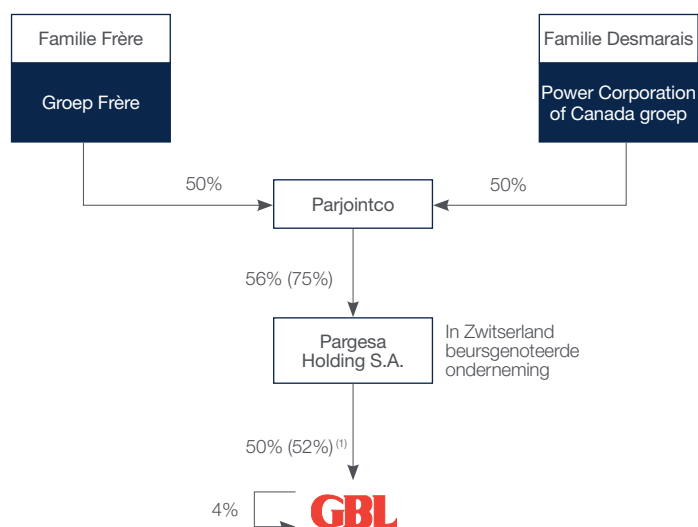 Familie Frère
Groep Frère
Familie Desmarais
Power Corporation
of Canada groep
50%
50%
Parjointco
56% (75%)
Pargesa
Holding S.A.
In Zwitserland
beursgenoteerde
onderneming
50% (52%) (1)
4%
GBL